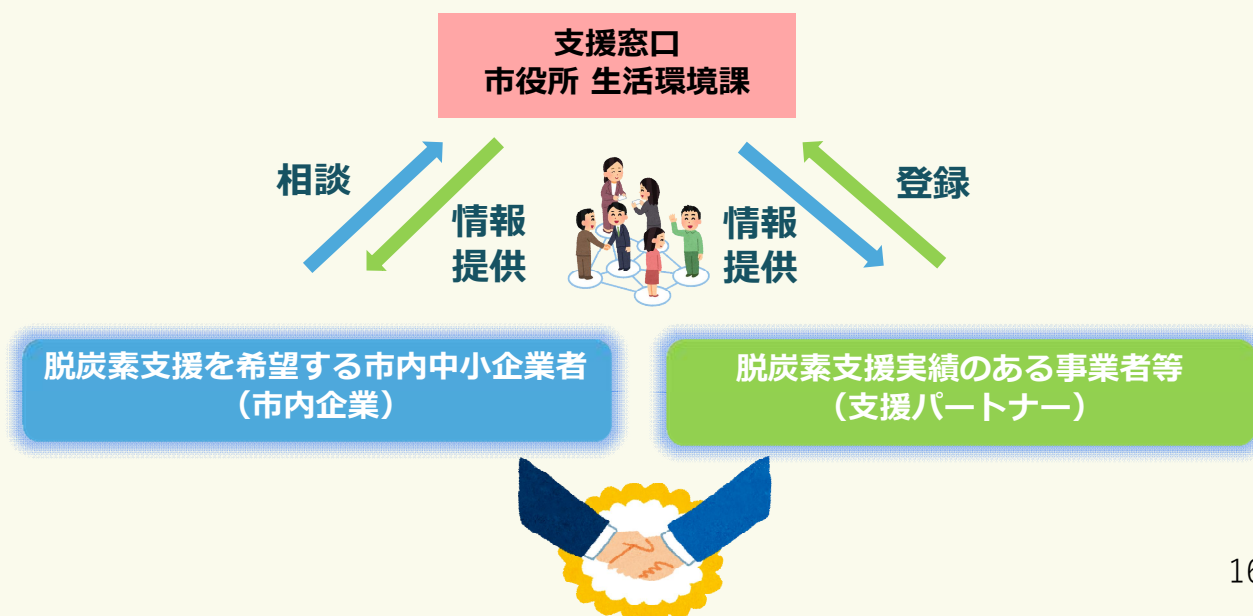 支援窓口
市役所 生活環境課
相談
情報
提供
情報
提供
登録
脱炭素支援を希望する市内中小企業者
（市内企業）
脱炭素支援実績のある事業者等
（支援パートナー）
16